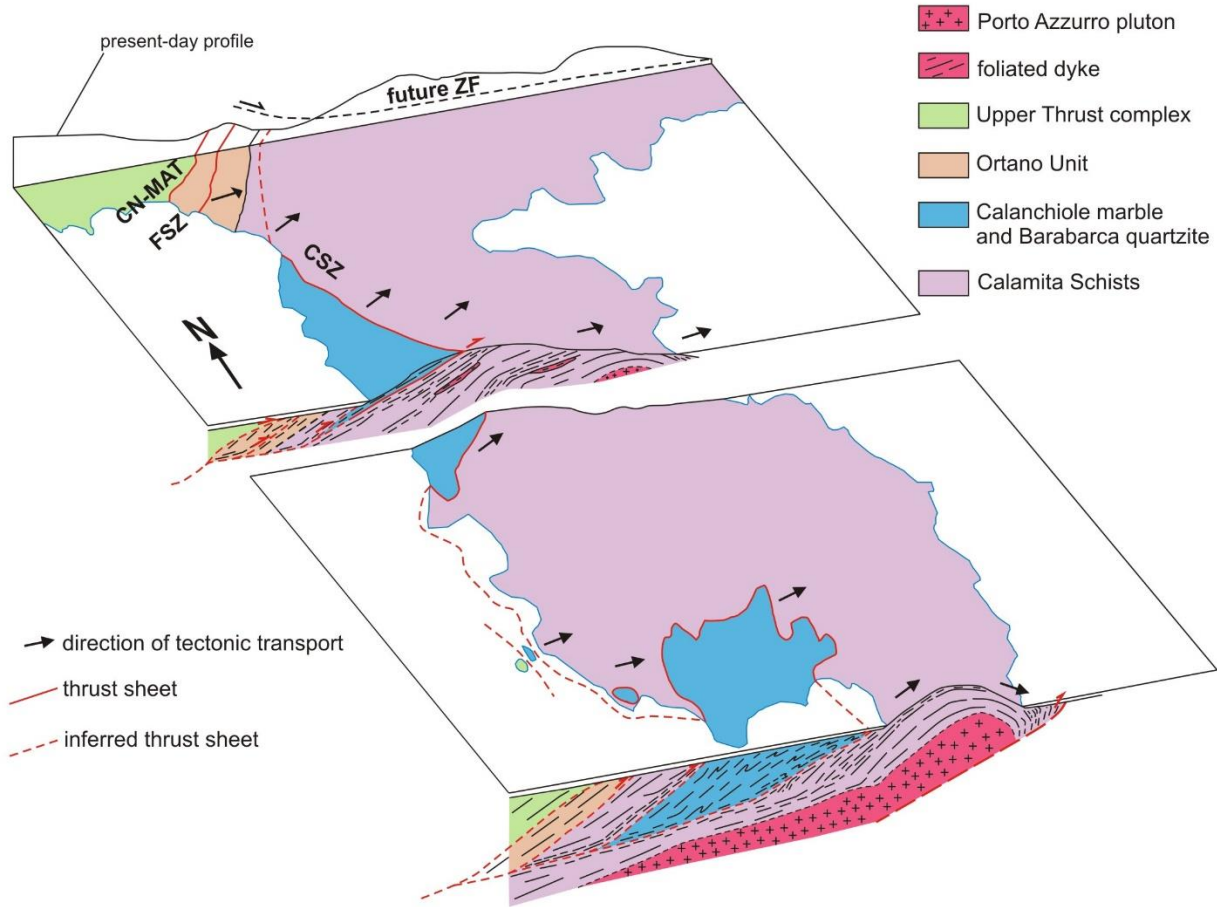 present-day profile
future ZF
CN-MAT
FSZ
CSZ
N
Porto Azzurro pluton
foliated dyke
Upper Thrust complex
Ortano Unit
Calanchiole marble
and Barabarca quartzite
Calamita Schists
direction of tectonic transport
thrust sheet
inferred thrust sheet